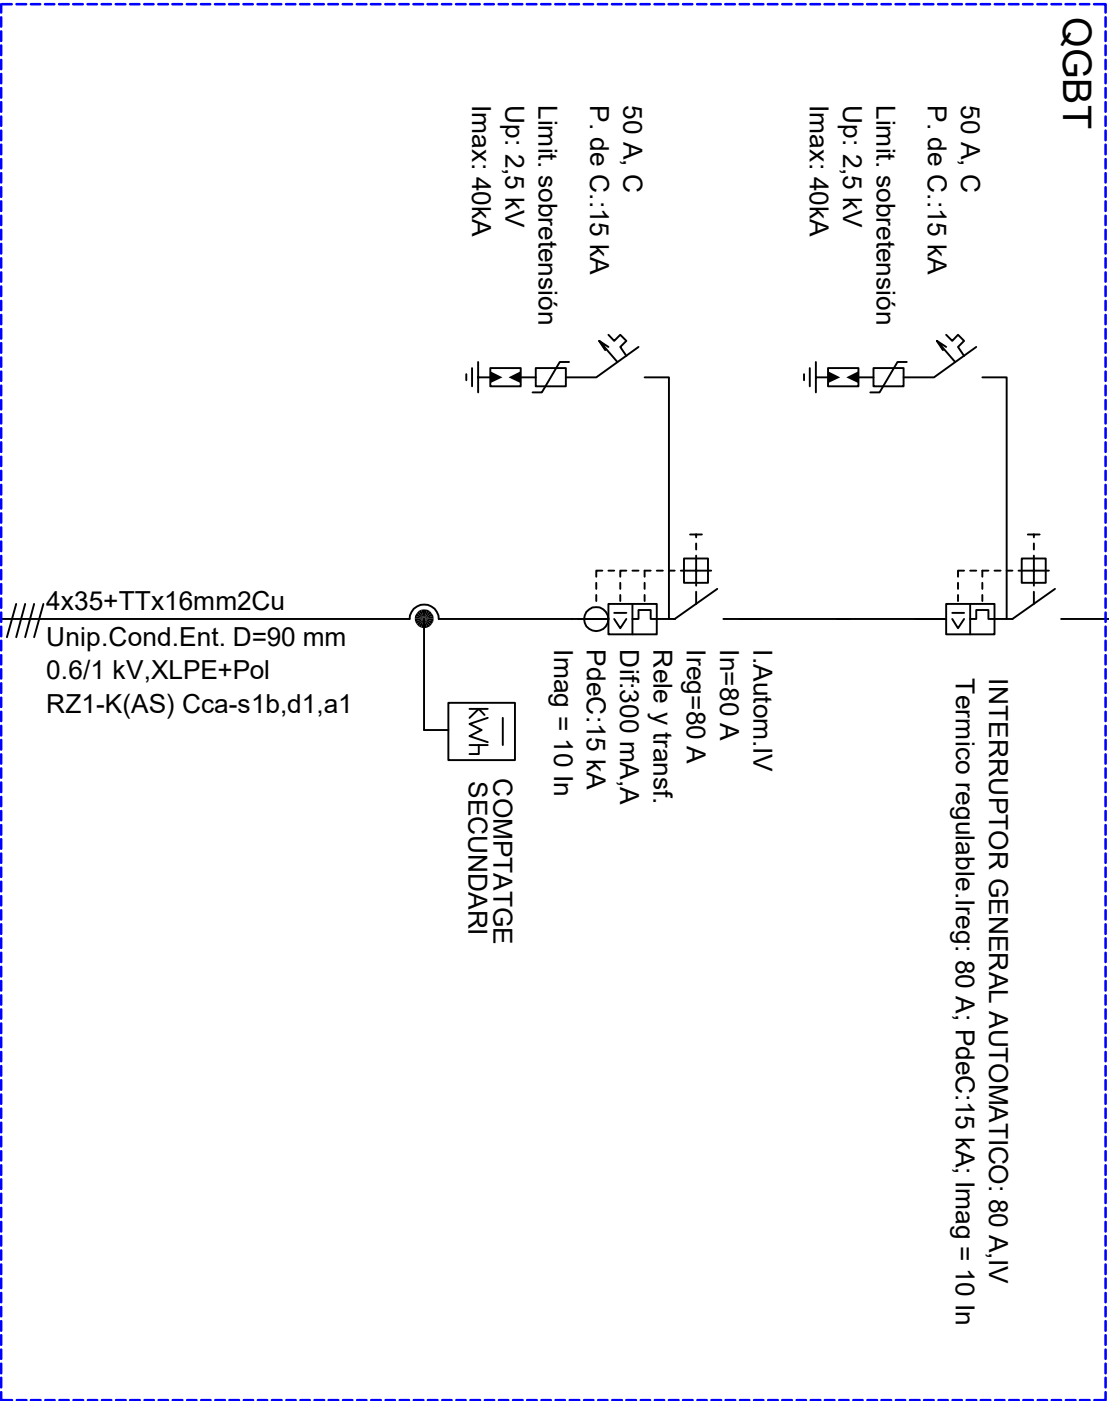 QGBT
50 A, C
P. de C.:15 kA
Limit. sobretensión
Up: 2,5 kV
Imax: 40kA
INTERRUPTOR GENERAL AUTOMATICO: 80 A,IV
Termico regulable.Ireg: 80 A; PdeC:15 kA; Imag = 10 In
50 A, C
P. de C.:15 kA
Limit. sobretensión
Up: 2,5 kV
Imax: 40kA
I.Autom.IV
In=80 A
Ireg=80 A
Rele y transf.
Dif:300 mA,A
PdeC:15 kA
Imag = 10 In
kWh
COMPTATGE
SECUNDARI
4x35+TTx16mm2Cu
Unip.Cond.Ent. D=90 mm
0.6/1 kV,XLPE+Pol
RZ1-K(AS) Cca-s1b,d1,a1